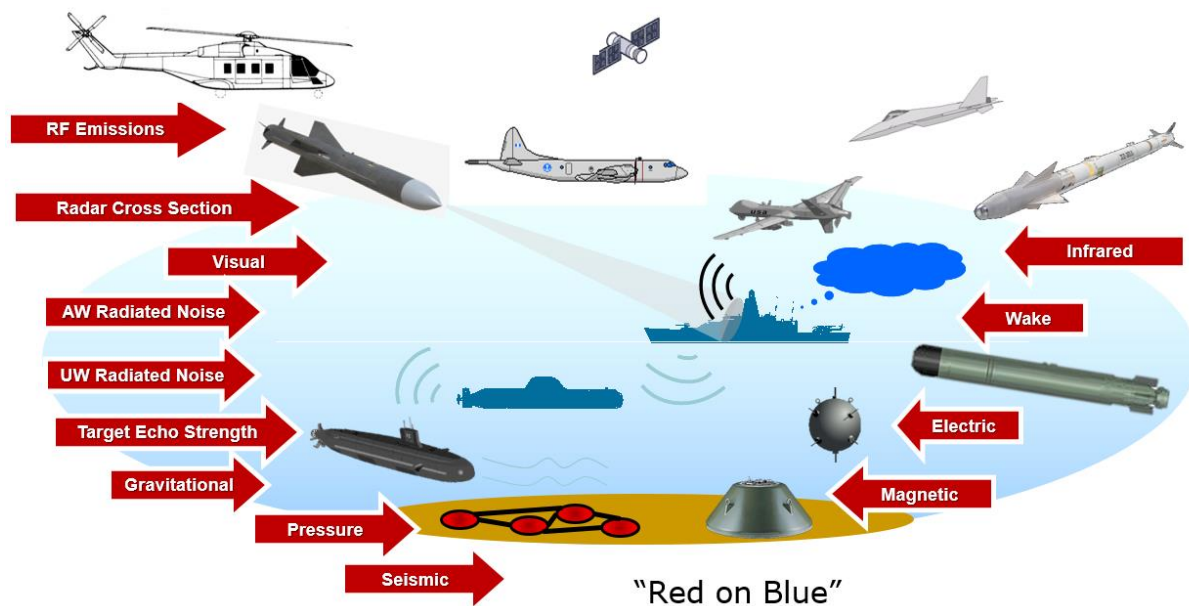 RF Emissions
Radar Cross Section
Visual
Infrared
AW Radiated Noise
Wake
UW Radiated Noise
Target Echo Strength
Electric
Gravitational
Magnetic
Pressure
Seismic
“Red on Blue”